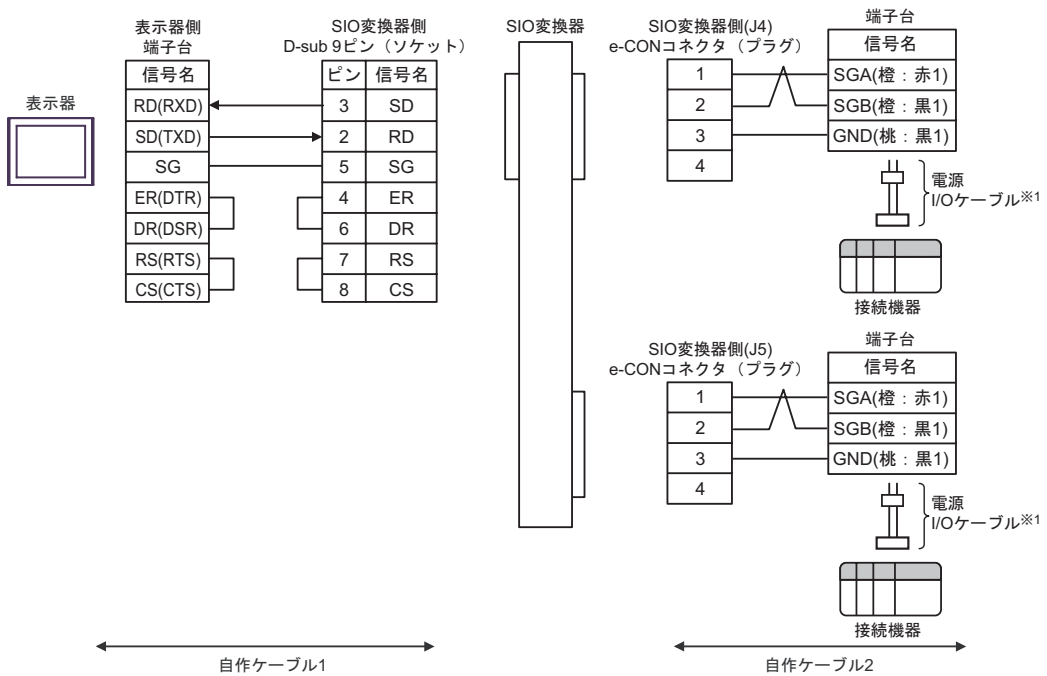 表示器
表示器側
端子台
信号名
RD(RXD)
SD(TXD)
SG
ER(DTR)
DR(DSR)
RS(RTS)
CS(CTS)
SIO変換器側
D-sub 9ピン（ソケット）
ピン 信号名
3 SD
2 RD
5 SG
4 ER
6 DR
7 RS
8 CS
SIO変換器
SIO変換器側(J4)
e-CONコネクタ（プラグ）
1
2
3
4
端子台
信号名
SGA(橙：赤1)
SGB(橙：黒1)
GND(桃：黒1)
電源
I/Oケーブル※1
接続機器
SIO変換器側(J5)
e-CONコネクタ（プラグ）
1
2
3
4
端子台
信号名
SGA(橙：赤1)
SGB(橙：黒1)
GND(桃：黒1)
電源
I/Oケーブル※1
接続機器
自作ケーブル1
自作ケーブル2